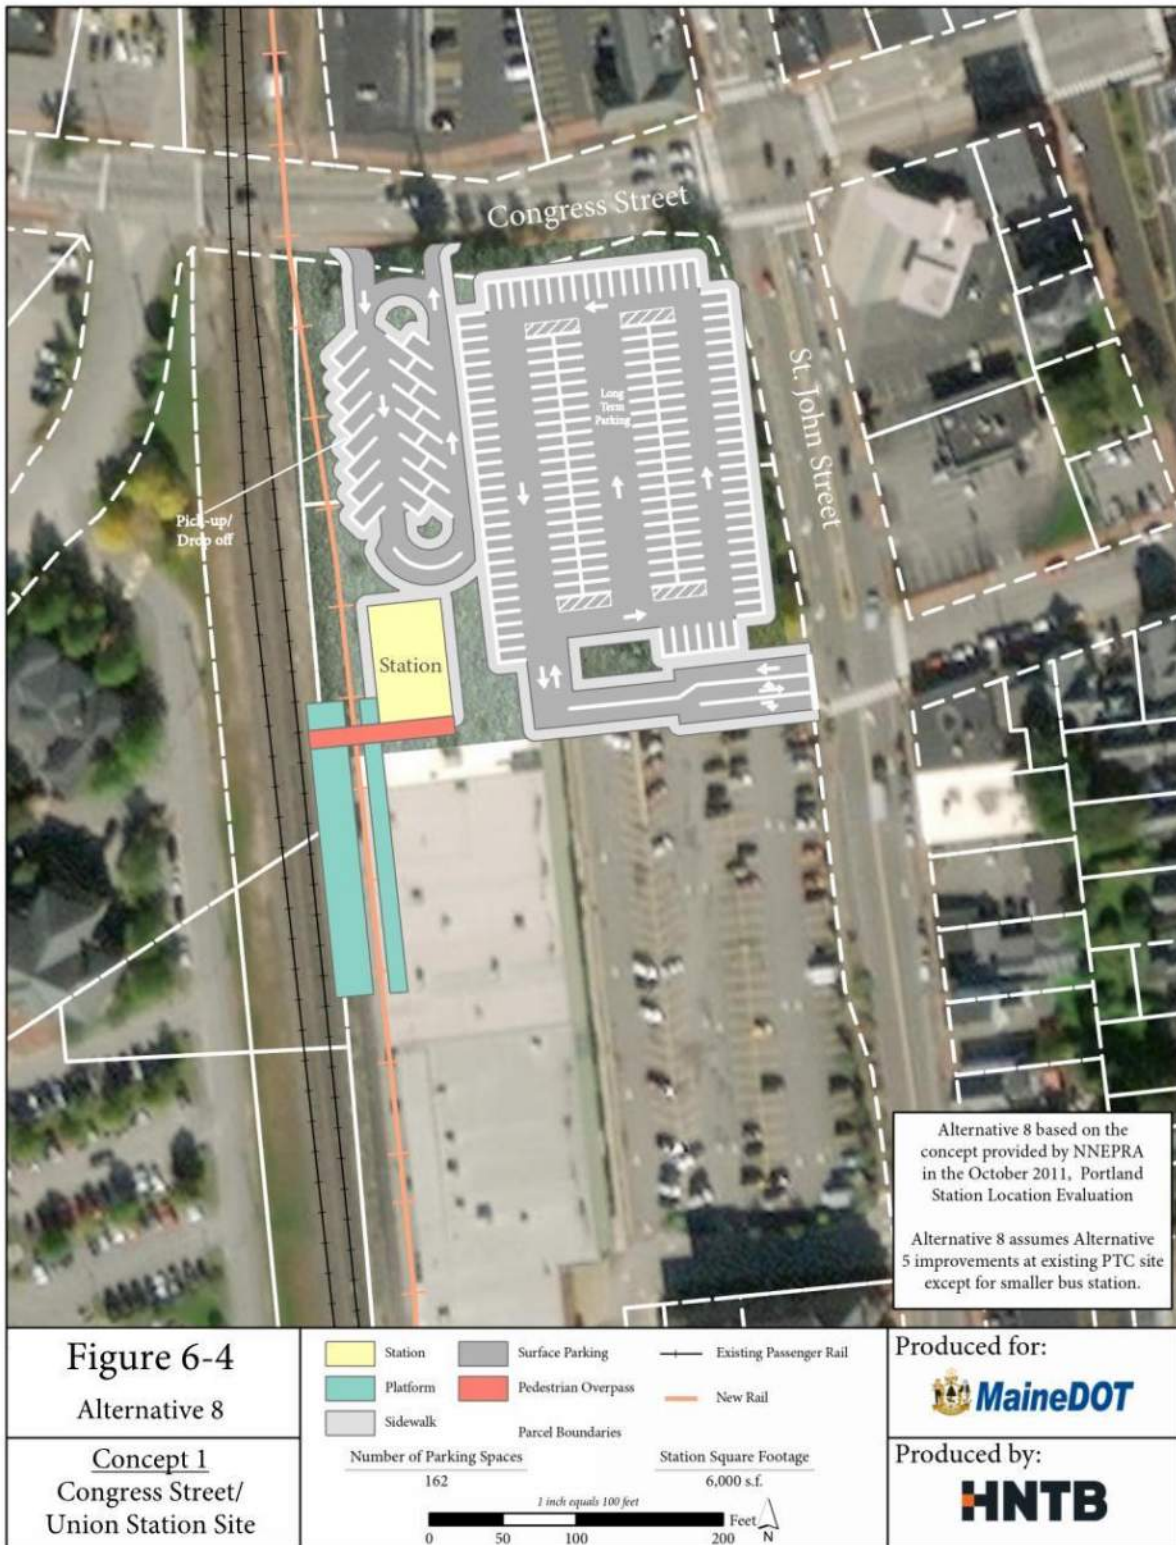 Congress Street
St. John Street
Long
Term
Parking
Pick-up/
Drop off
Station
Alternative 8 based on the
concept provided by NNEPRA
in the October 2011, Portland
Station Location Evaluation
Alternative 8 assumes Alternative
5 improvements at existing PTC site
except for smaller bus station.
Figure 6-4
Alternative 8
Concept 1
Congress Street/
Union Station Site
Station
Surface Parking
Existing Passenger Rail
Platform
Pedestrian Overpass
New Rail
Sidewalk
Parcel Boundaries
Number of Parking Spaces
Station Square Footage
162
6,000 s.f.
1 inch equals 100 feet
Feet
0 50 100 200
N
Produced for:
MaineDOT
Produced by:
HNTB